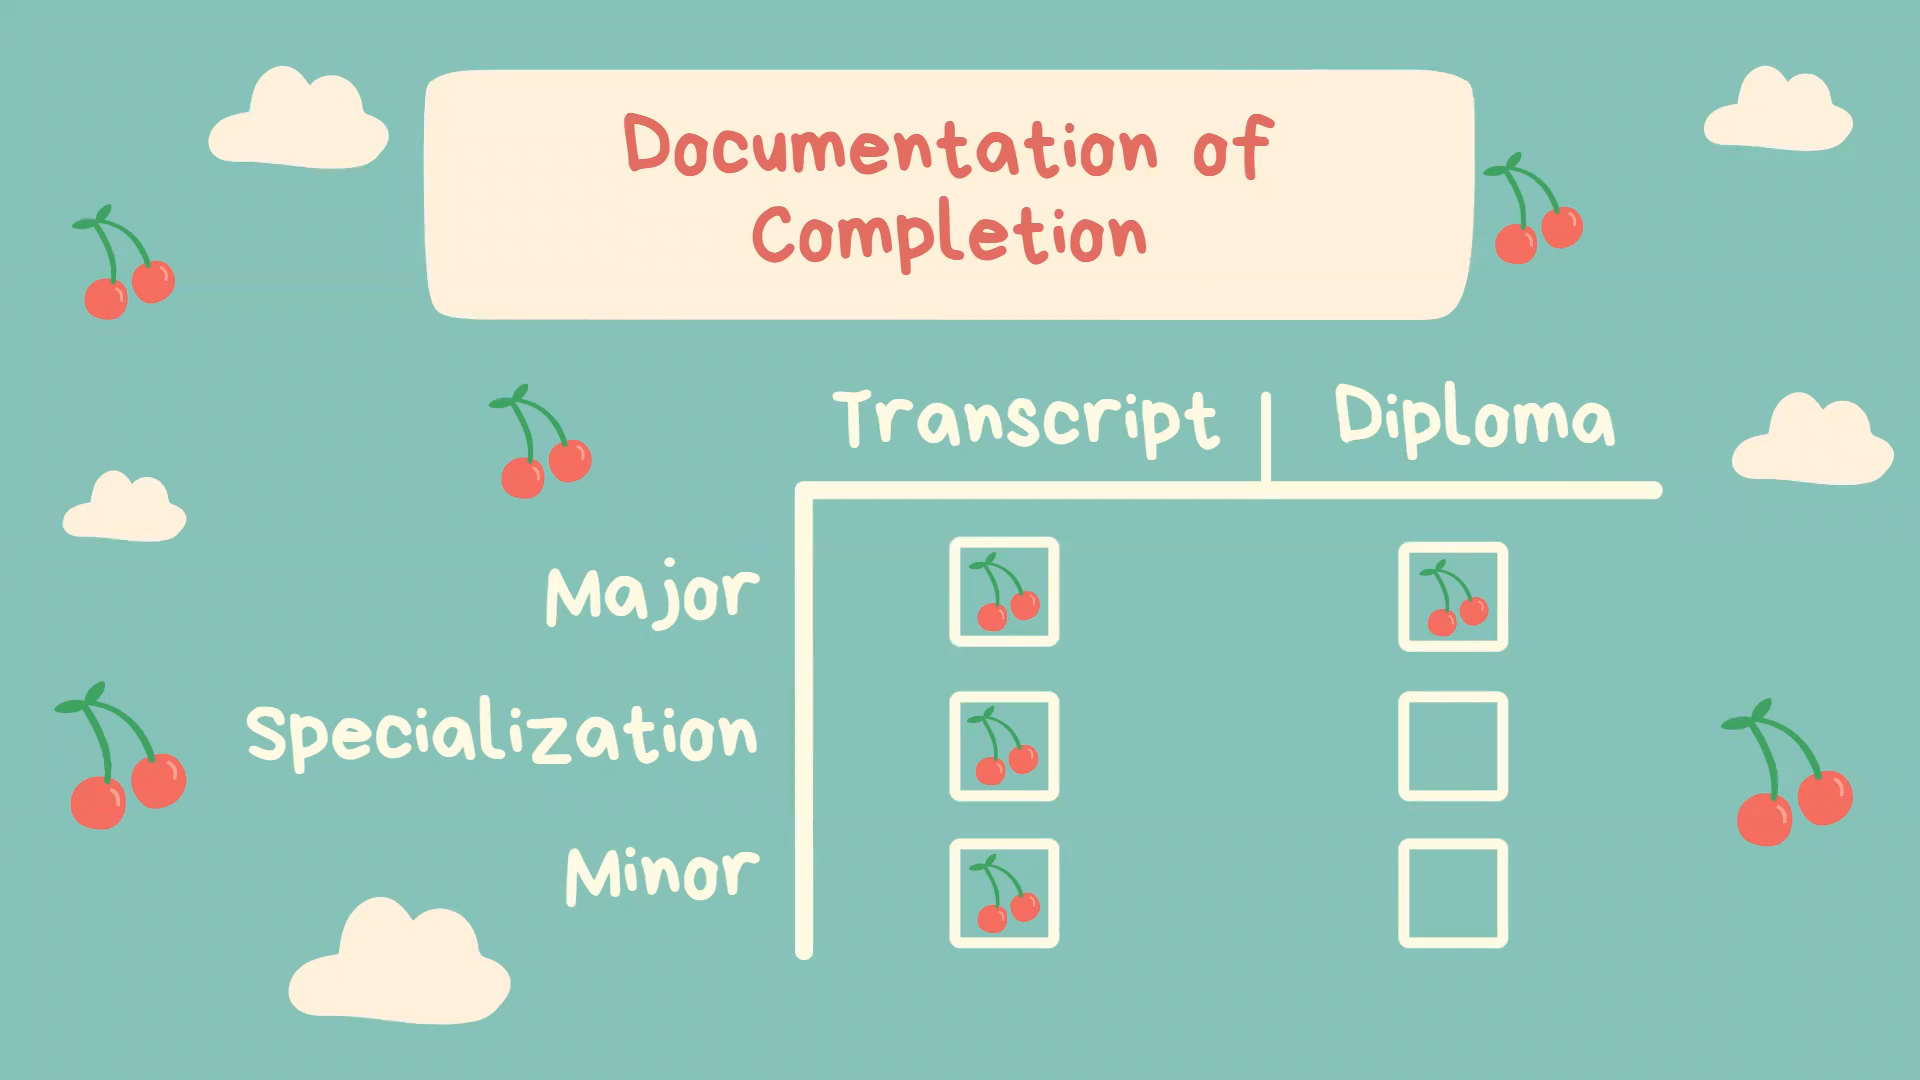 Documentation of
Completion
Transcript Diploma
Major
Specialization
Minor